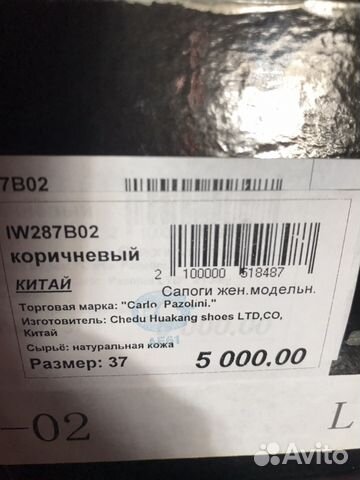 7B02
IW287B02
коричневый
2 100000 518487
КИТАЙ
Сапоги жен.модельн.
Торговая марка: "Carlo Pazolini."
Изготовитель: Chedu Huakang shoes LTD,CO,
Китай
Сырьё: натуральная кожа
АЕ61
Размер: 37
5 000.00
-02
L
Avito